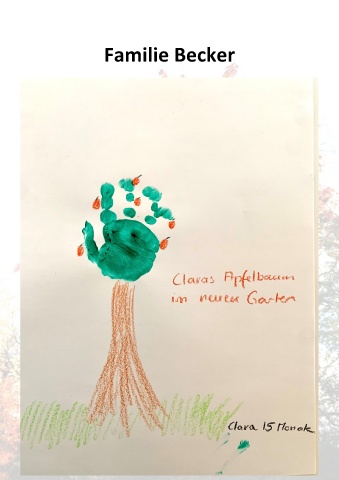 Familie Becker
Claras Apfelbaum
im neuen Garten
Clara 15 Monate